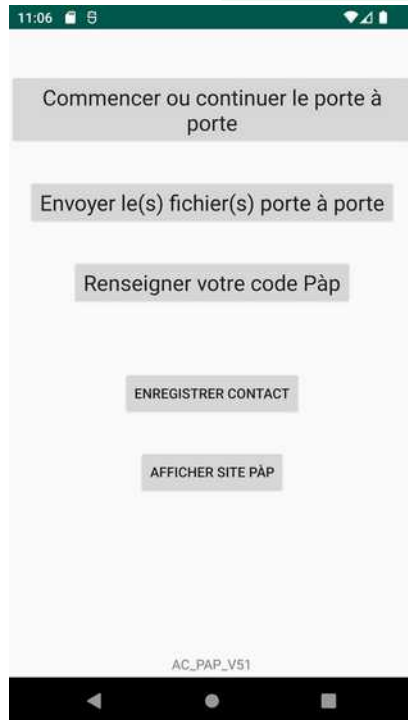 11:06
Commencer ou continuer le porte à
porte
Envoyer le(s) fichier(s) porte à porte
Renseigner votre code Pàp
ENREGISTRER CONTACT
AFFICHER SITE PÀP
AC_PAP_V51